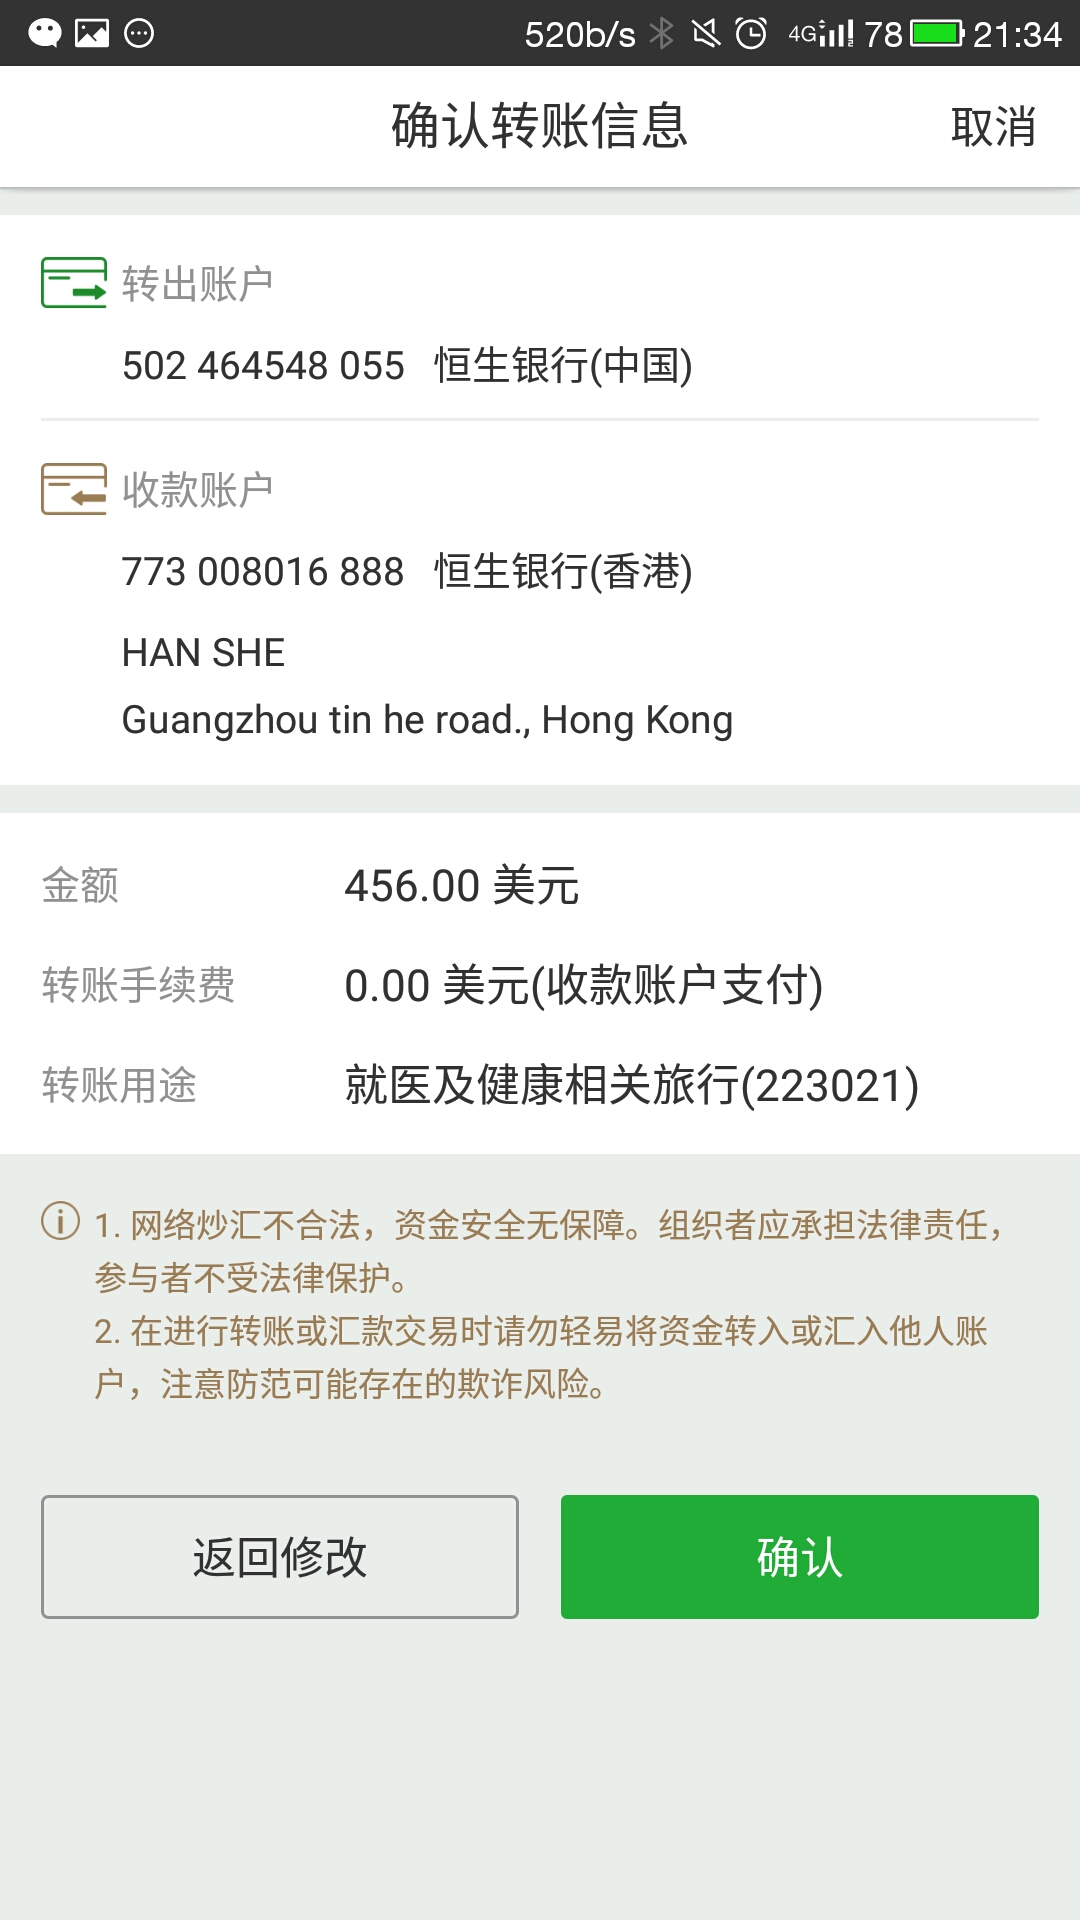 520b/s 4G 78 21:34
确认转账信息 取消
转出账户
502 464548 055 恒生银行(中国)
收款账户
773 008016 888 恒生银行(香港)
HAN SHE
Guangzhou tin he road., Hong Kong
金额 456.00 美元
转账手续费 0.00 美元(收款账户支付)
转账用途 就医及健康相关旅行(223021)
1. 网络炒汇不合法，资金安全无保障。组织者应承担法律责任，
参与者不受法律保护。
2. 在进行转账或汇款交易时请勿轻易将资金转入或汇入他人账
户，注意防范可能存在的欺诈风险。
返回修改 确认